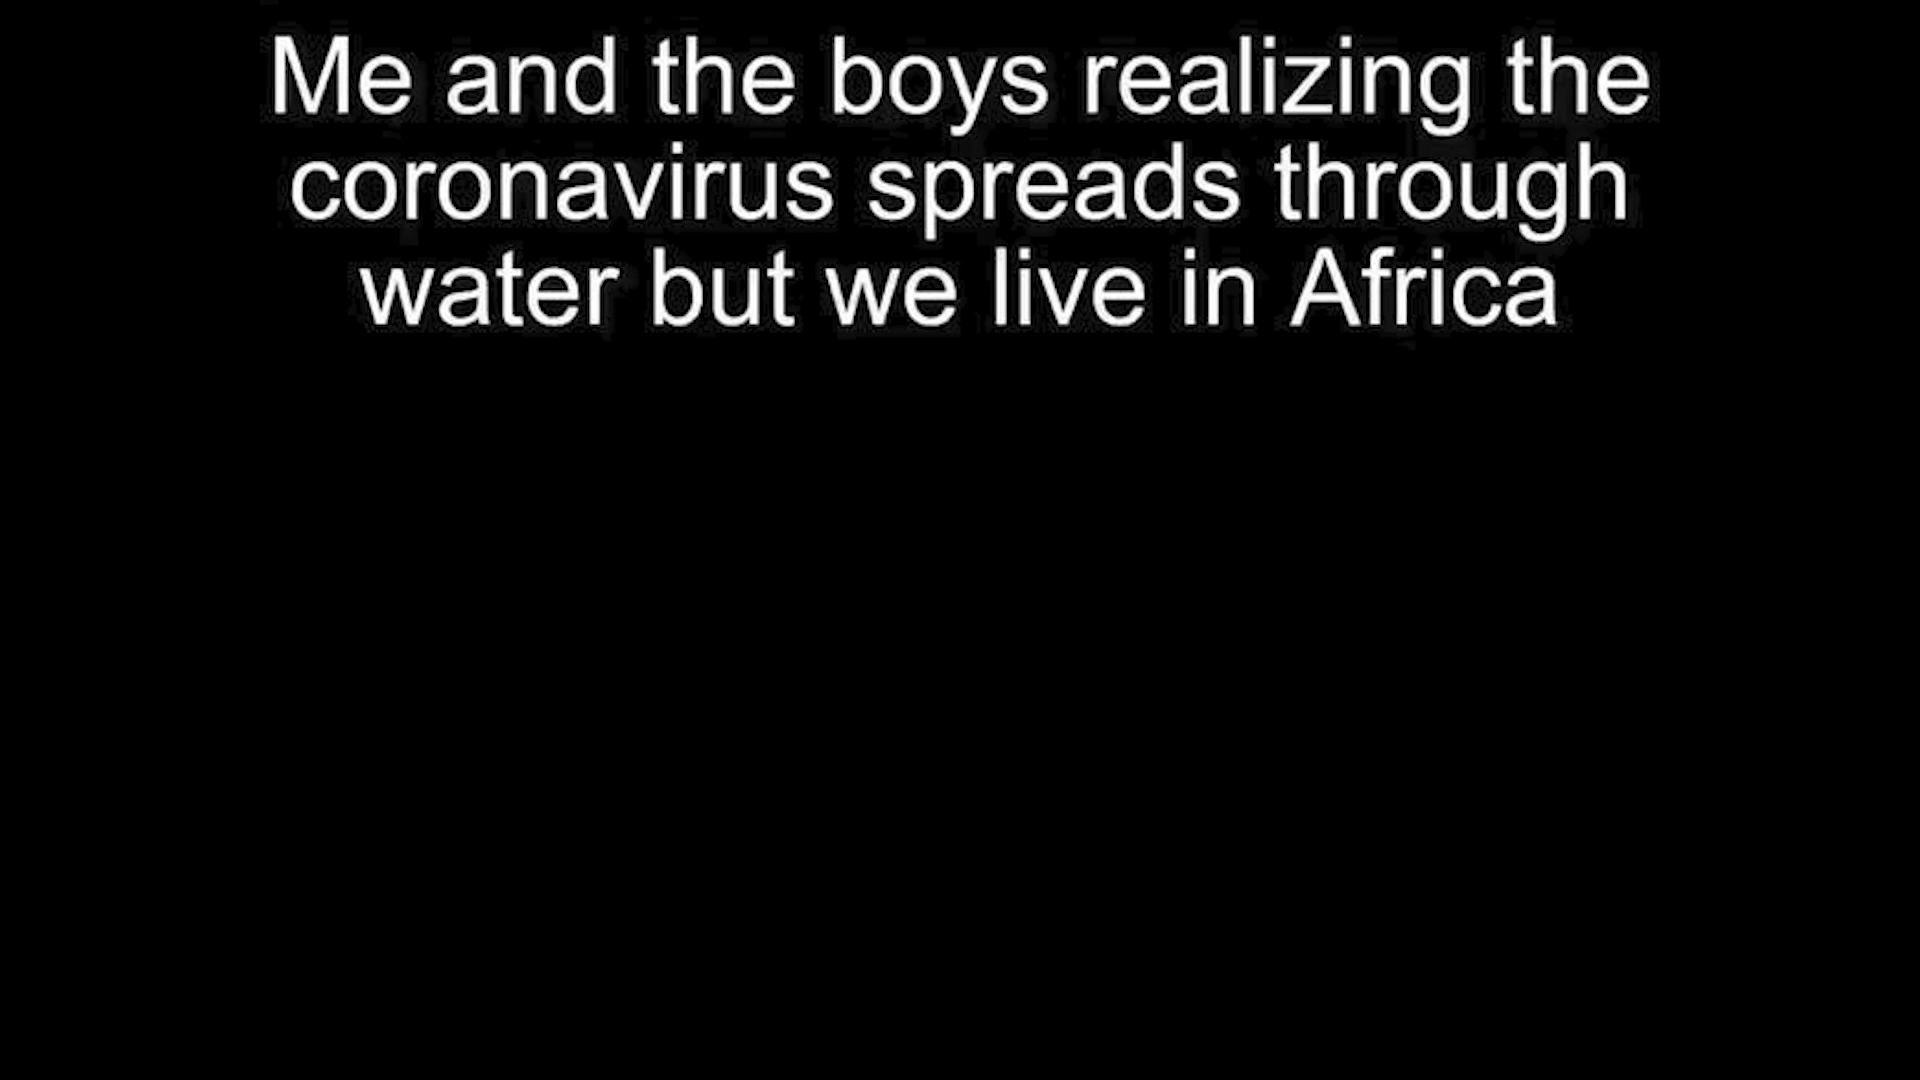 Me and the boys realizing the
coronavirus spreads through
water but we live in Africa